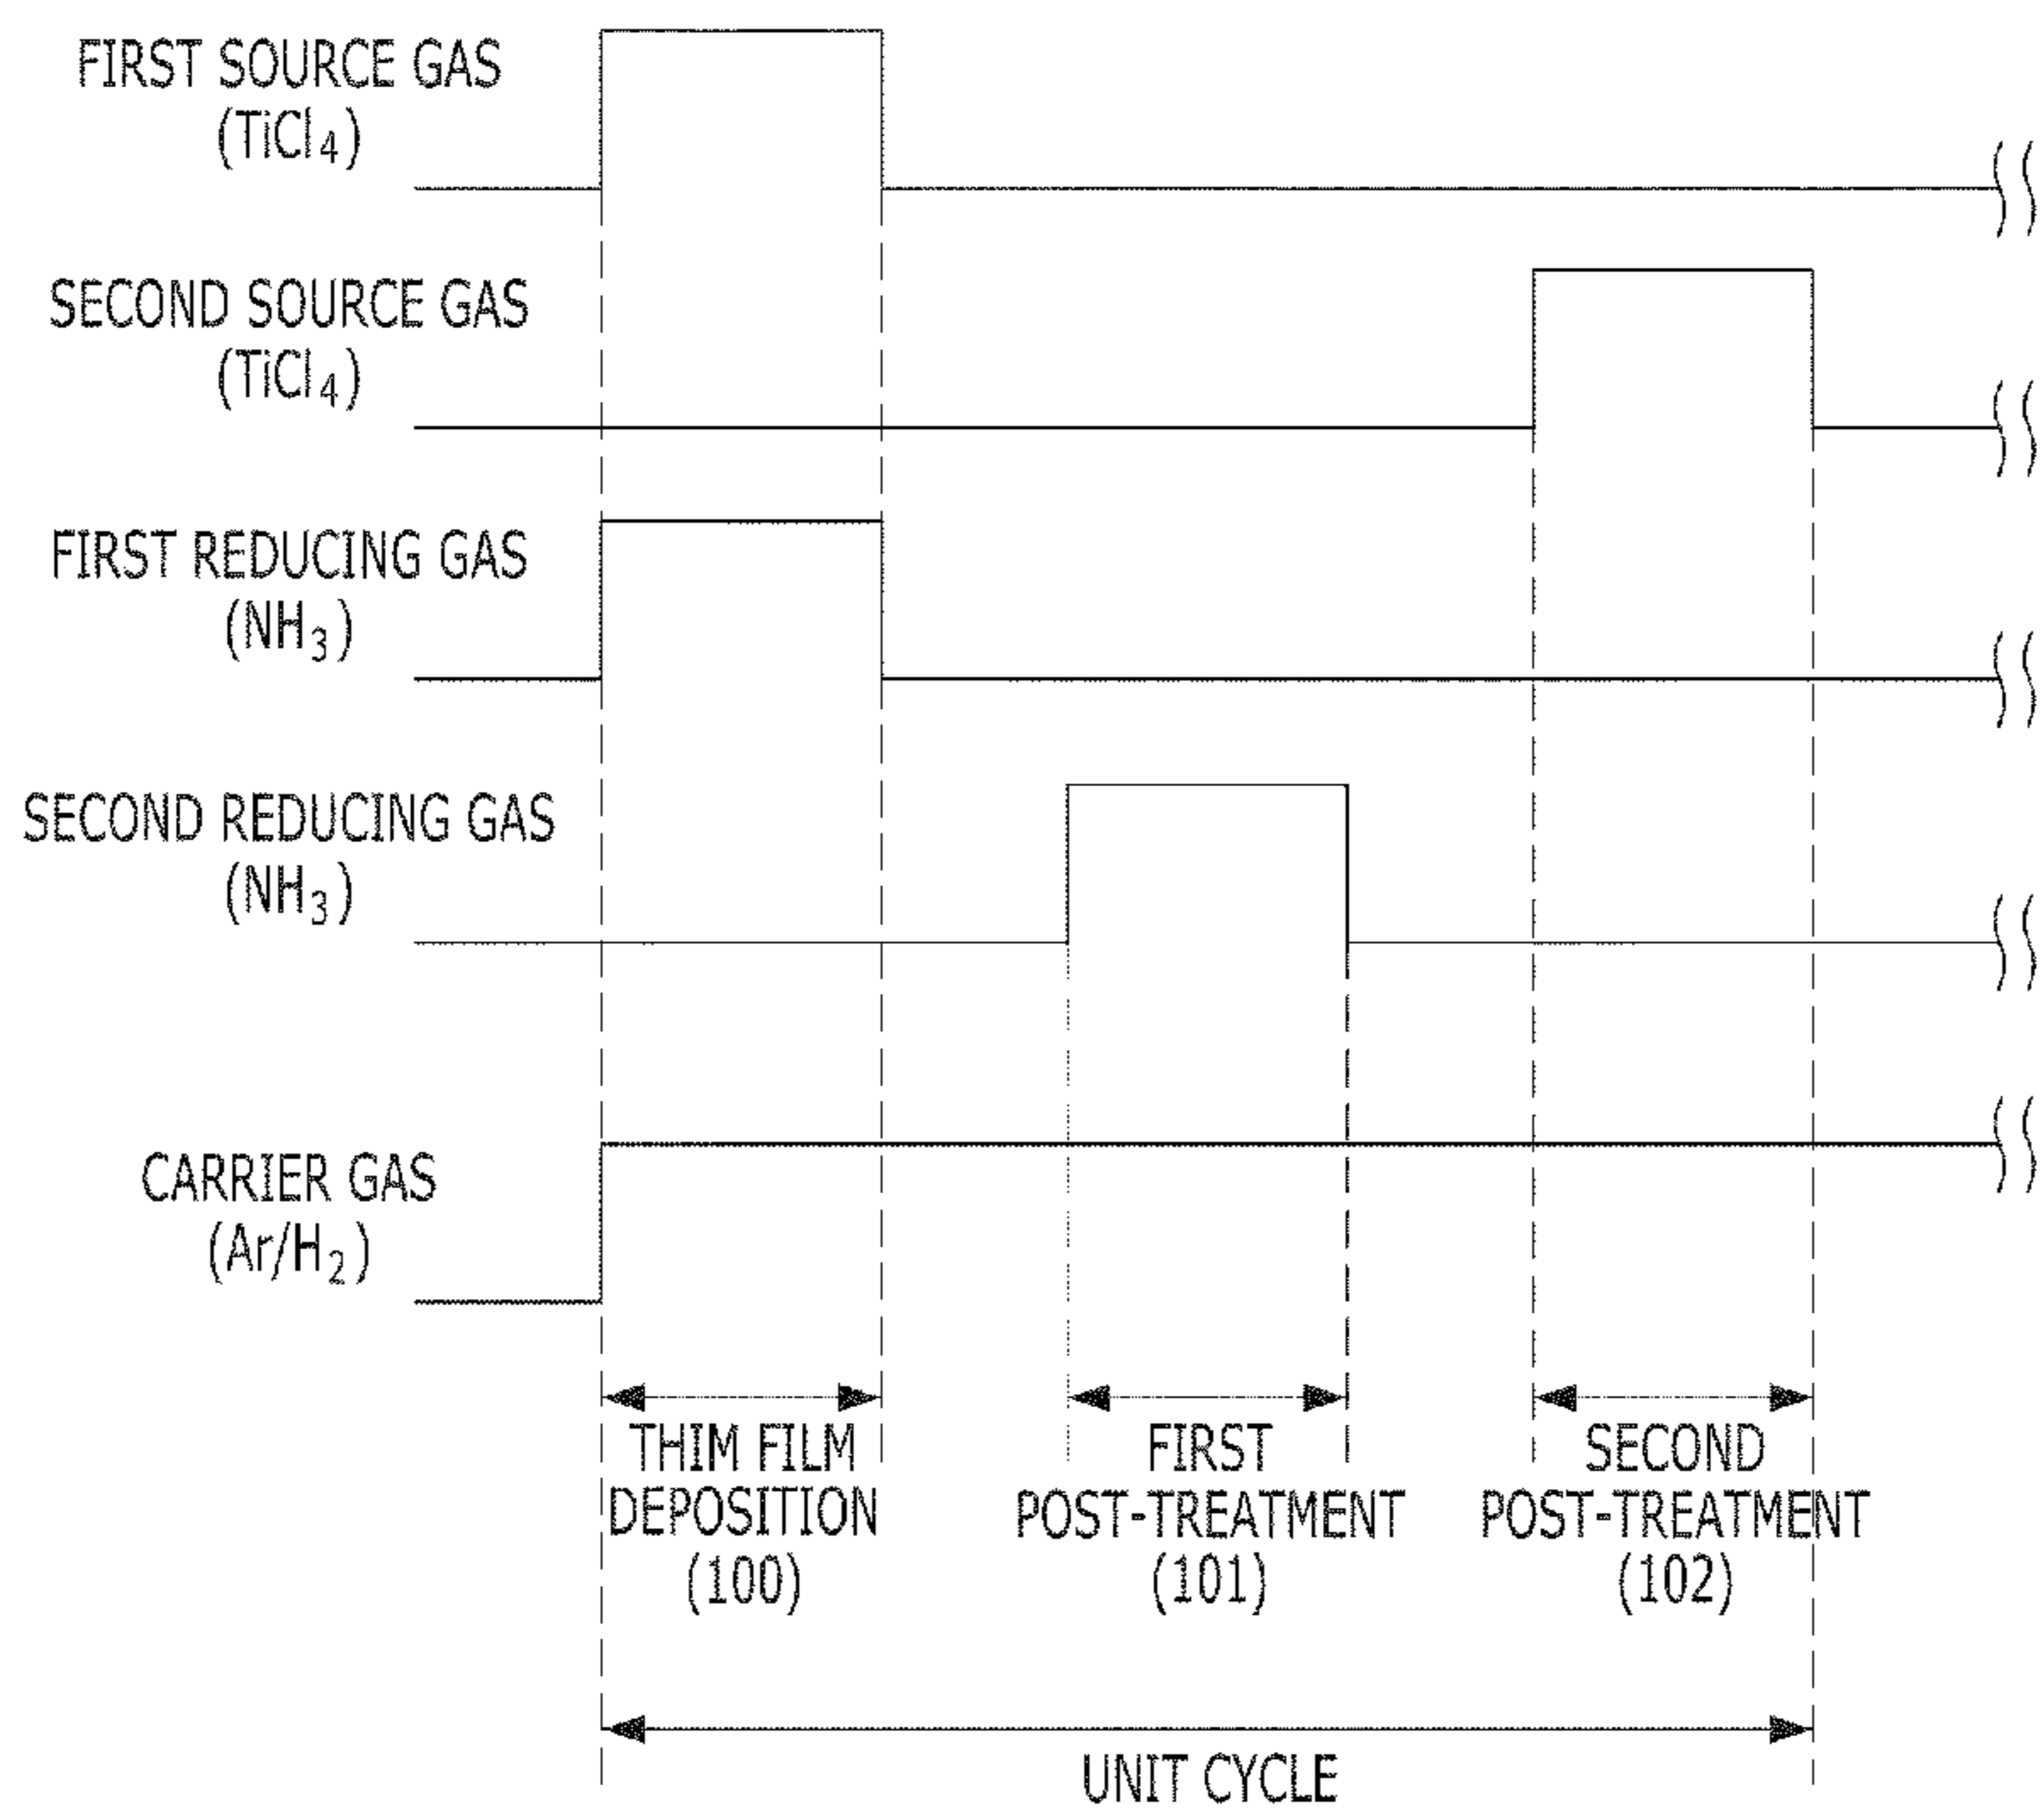 FIRST SOURCE GAS
(TiCl₄)
SECOND SOURCE GAS
(TiCl₄)
FIRST REDUCING GAS
(NH₃)
SECOND REDUCING GAS
(NH₃)
CARRIER GAS
(Ar/H₂)
THIM FILM
DEPOSITION
(100)
FIRST
POST-TREATMENT
(101)
SECOND
POST-TREATMENT
(102)
UNIT CYCLE